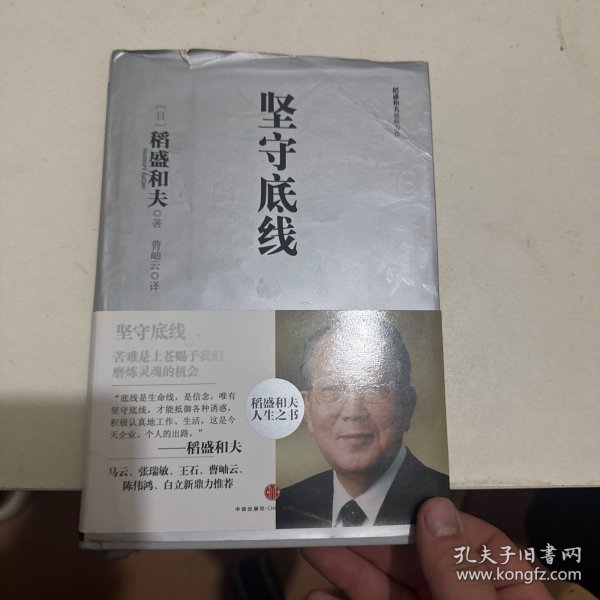 稻盛和夫最新力作
坚守底线
［日］稻盛和夫◎著
曹岫云◎译
坚守底线
苦难是上苍赐予我们
磨炼灵魂的机会
“底线是生命线，是信念，唯有
坚守底线，才能抵御各种诱惑，
积极认真地工作、生活，这是今
天企业、个人的出路。”
——稻盛和夫
马云、张瑞敏、王石、曹岫云、
陈伟鸿、白立新鼎力推荐
稻盛和夫
人生之书
中信出版社
孔夫子旧书网
www.kongfz.com